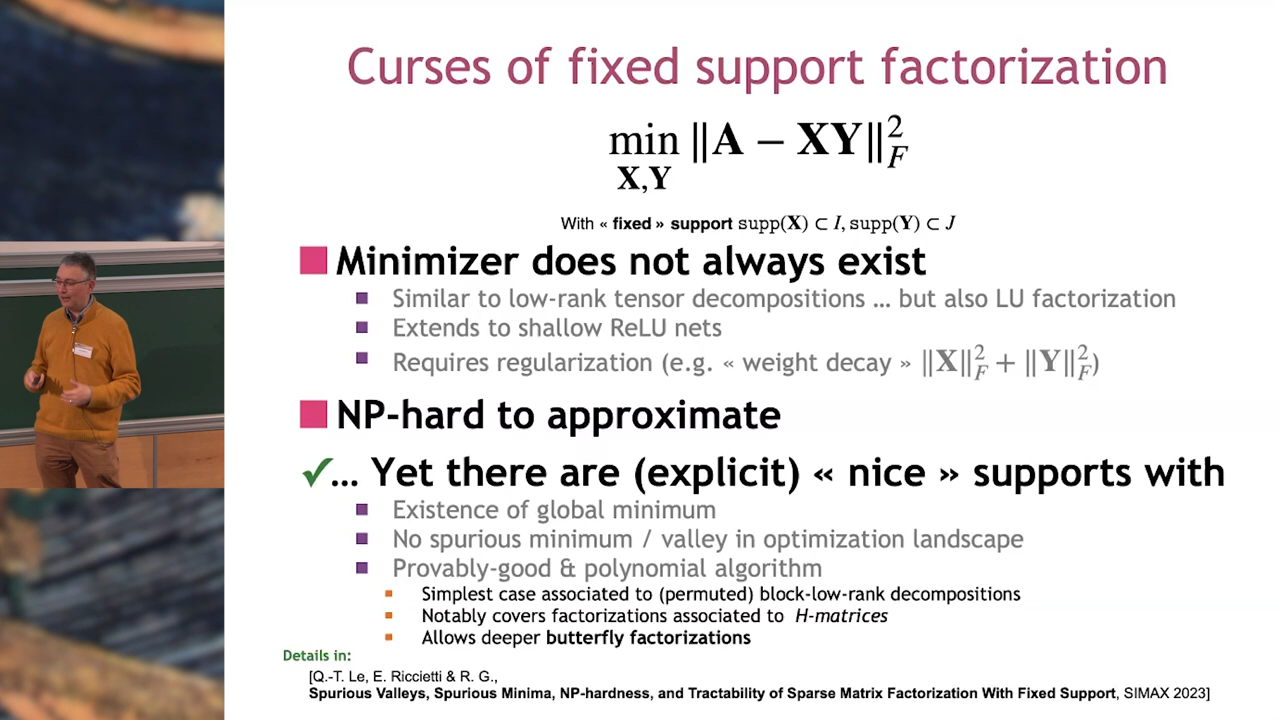 Curses of fixed support factorization
min ‖A − XY‖²_F
X,Y
With « fixed » support supp(X) ⊂ I, supp(Y) ⊂ J
Minimizer does not always exist
Similar to low-rank tensor decompositions … but also LU factorization
Extends to shallow ReLU nets
Requires regularization (e.g. « weight decay » ‖X‖²_F + ‖Y‖²_F)
NP-hard to approximate
✓… Yet there are (explicit) « nice » supports with
Existence of global minimum
No spurious minimum / valley in optimization landscape
Provably-good & polynomial algorithm
Simplest case associated to (permuted) block-low-rank decompositions
Notably covers factorizations associated to H-matrices
Allows deeper butterfly factorizations
Details in:
[Q.-T. Le, E. Riccietti & R. G.,
Spurious Valleys, Spurious Minima, NP-hardness, and Tractability of Sparse Matrix Factorization With Fixed Support, SIMAX 2023]